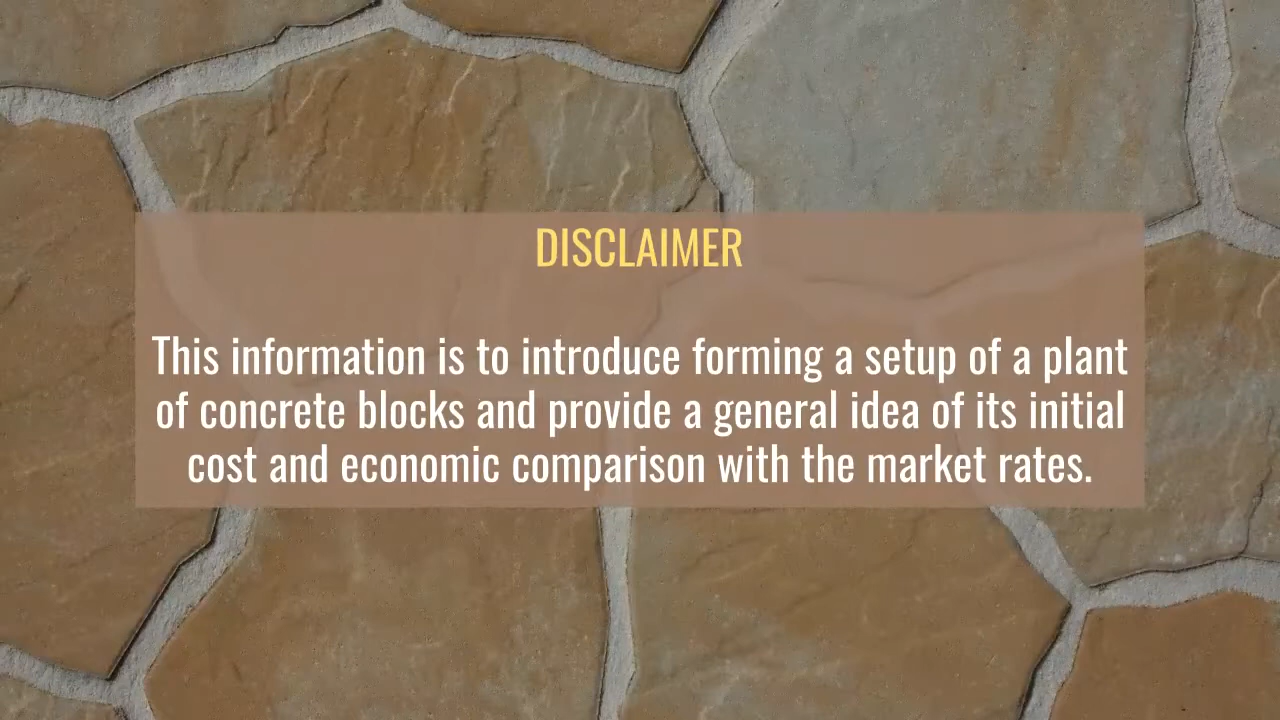 DISCLAIMER
This information is to introduce forming a setup of a plant
of concrete blocks and provide a general idea of its initial
cost and economic comparison with the market rates.